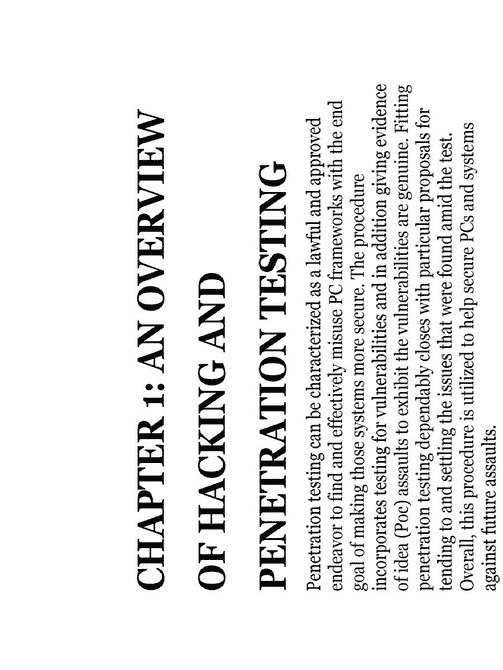 CHAPTER 1: AN OVERVIEW
OF HACKING AND
PENETRATION TESTING
Penetration testing can be characterized as a lawful and approved
endeavor to find and effectively misuse PC frameworks with the end
goal of making those systems more secure. The procedure
incorporates testing for vulnerabilities and in addition giving evidence
of idea (Poc) assaults to exhibit the vulnerabilities are genuine. Fitting
penetration testing dependably closes with particular proposals for
tending to and settling the issues that were found amid the test.
Overall, this procedure is utilized to help secure PCs and systems
against future assaults.